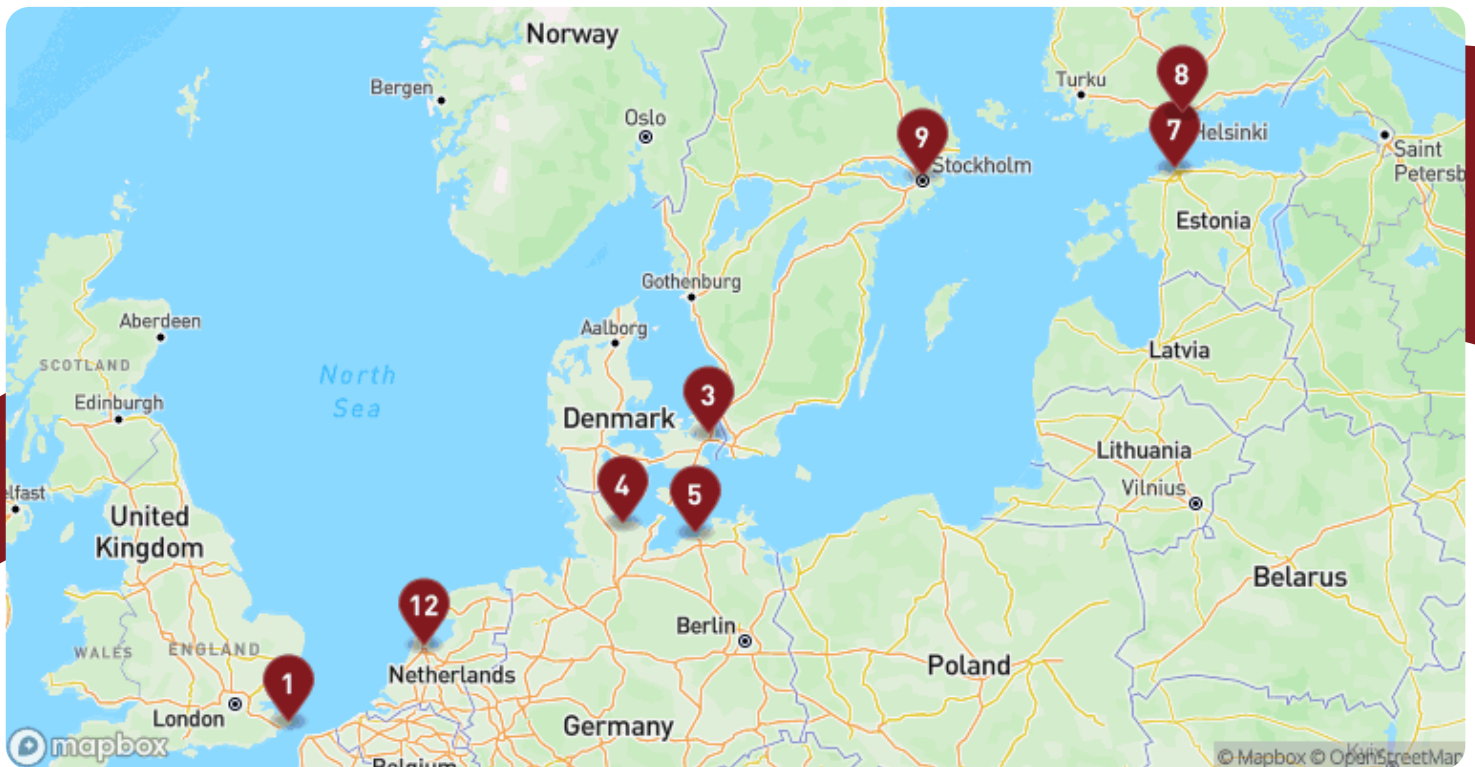 Norway
Bergen
Oslo
Turku
8
7
Helsinki
9
Stockholm
Saint
Petersb
Estonia
Gothenburg
Aberdeen
Aalborg
SCOTLAND
Latvia
North
Sea
Edinburgh
3
Denmark
Lithuania
Vilnius
elfast
4
5
United
Kingdom
Belarus
12
Berlin
WALES
ENGLAND
Netherlands
Poland
1
London
Germany
mapbox
Belgium
© Mapbox © OpenStreetMap